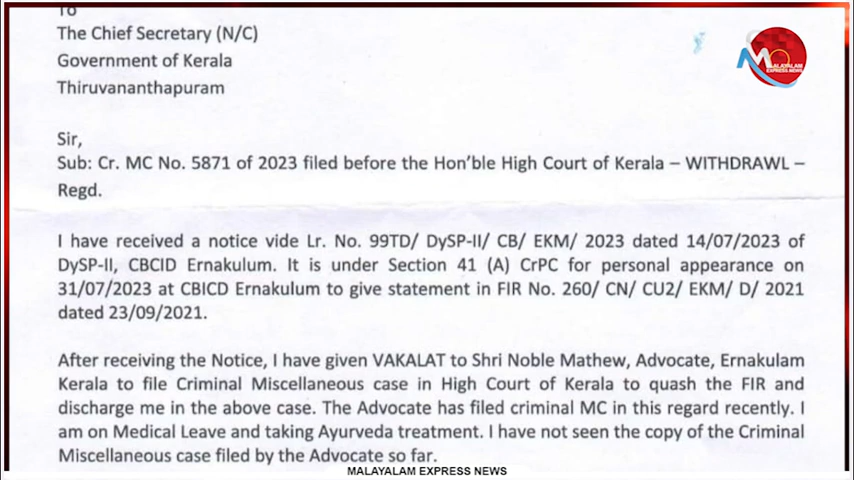 To
The Chief Secretary (N/C)
Government of Kerala
Thiruvananthapuram
Sir,
Sub: Cr. MC No. 5871 of 2023 filed before the Hon'ble High Court of Kerala – WITHDRAWL –
Regd.
I have received a notice vide Lr. No. 99TD/ DySP-II/ CB/ EKM/ 2023 dated 14/07/2023 of
DySP-II, CBCID Ernakulum. It is under Section 41 (A) CrPC for personal appearance on
31/07/2023 at CBICD Ernakulum to give statement in FIR No. 260/ CN/ CU2/ EKM/ D/ 2021
dated 23/09/2021.
After receiving the Notice, I have given VAKALAT to Shri Noble Mathew, Advocate, Ernakulam
Kerala to file Criminal Miscellaneous case in High Court of Kerala to quash the FIR and
discharge me in the above case. The Advocate has filed criminal MC in this regard recently. I
am on Medical Leave and taking Ayurveda treatment. I have not seen the copy of the Criminal
Miscellaneous case filed by the Advocate so far.
MALAYALAM EXPRESS NEWS
MALAYALAM
EXPRESS NEWS